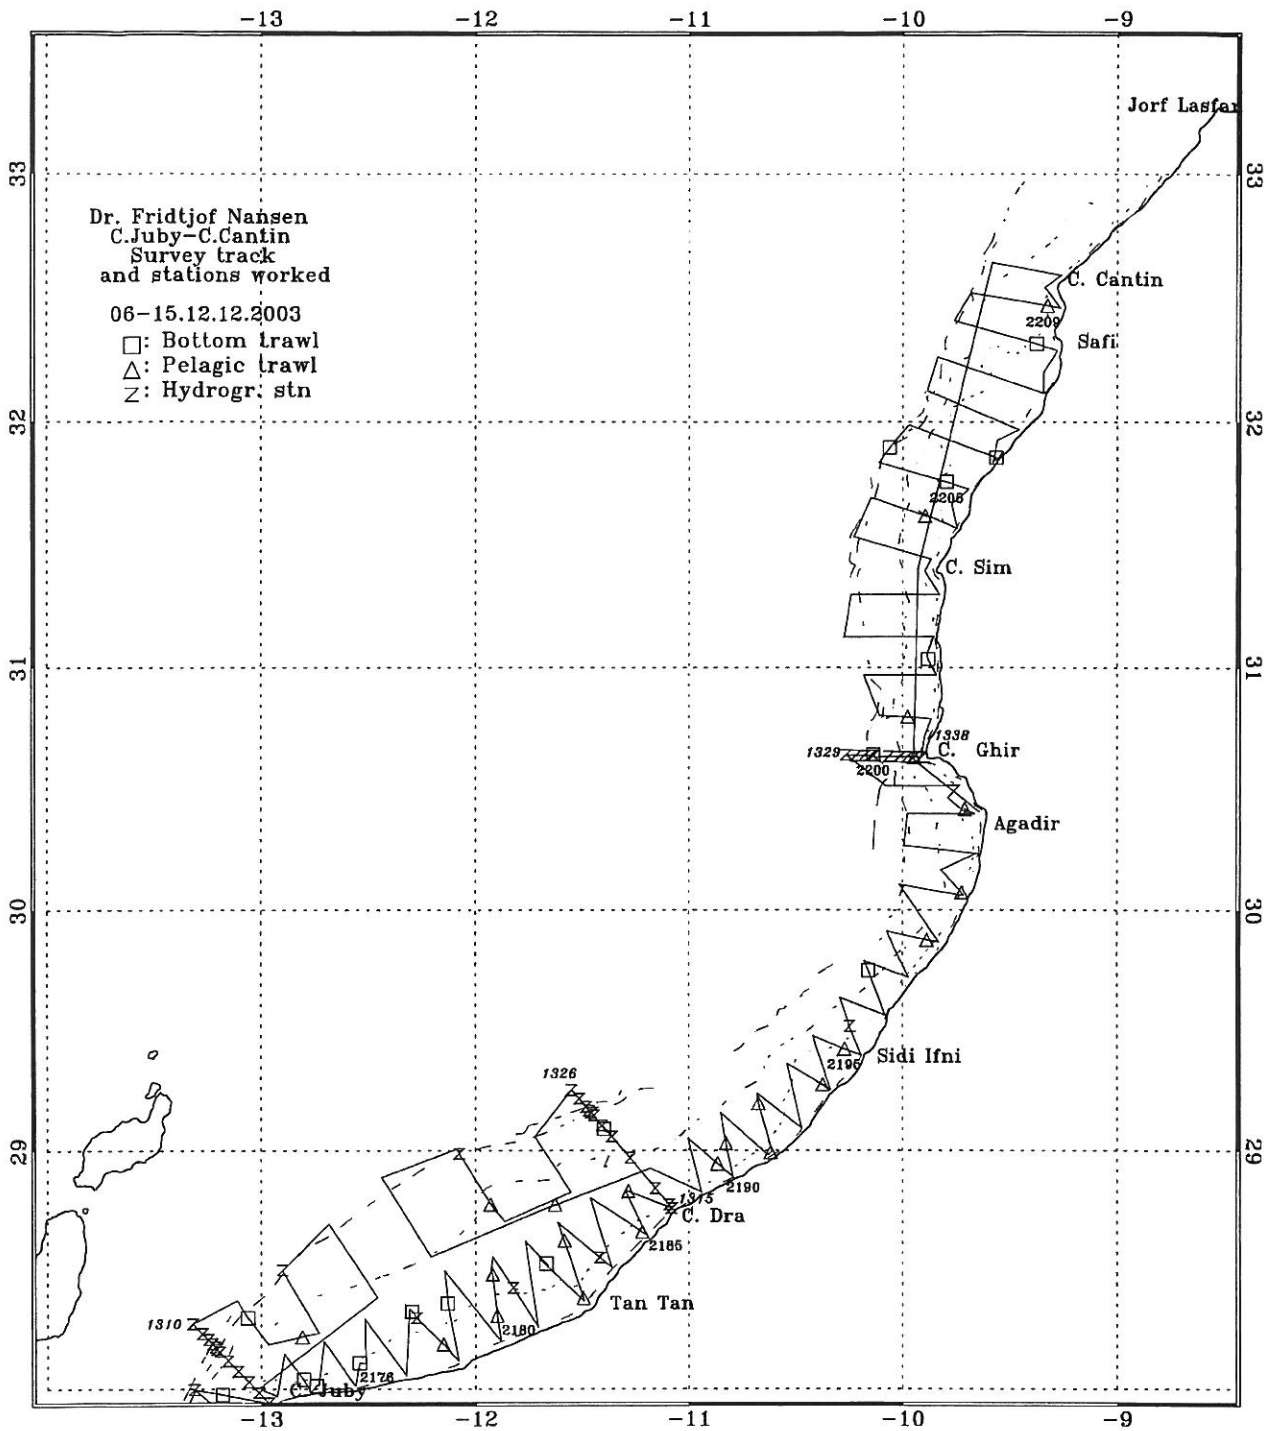 -13 -12 -11 -10 -9
Jorf Lasfar
33 33
Dr. Fridtjof Nansen
C.Juby-C.Cantin
Survey track
and stations worked
C. Cantin
06-15.12.12.2003
2209
□: Bottom trawl
Safi
△: Pelagic trawl
Z: Hydrogr. stn
32 32
2206
C. Sim
31 31
1338
1329
C. Ghir
2200
Agadir
30 30
Sidi Ifni
2195
1326
29 29
2190
1315
C. Dra
2185
Tan Tan
1310
2180
2176
C. Juby
-13 -12 -11 -10 -9